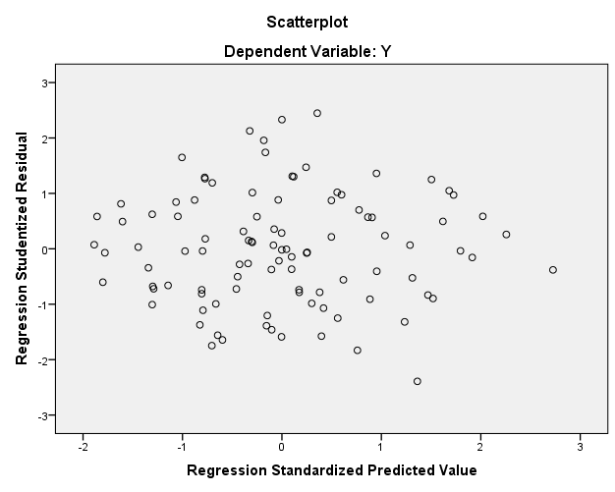 Scatterplot
Dependent Variable: Y
Regression Studentized Residual
3
2
1
0
-1
-2
-3
-2 -1 0 1 2 3
Regression Standardized Predicted Value